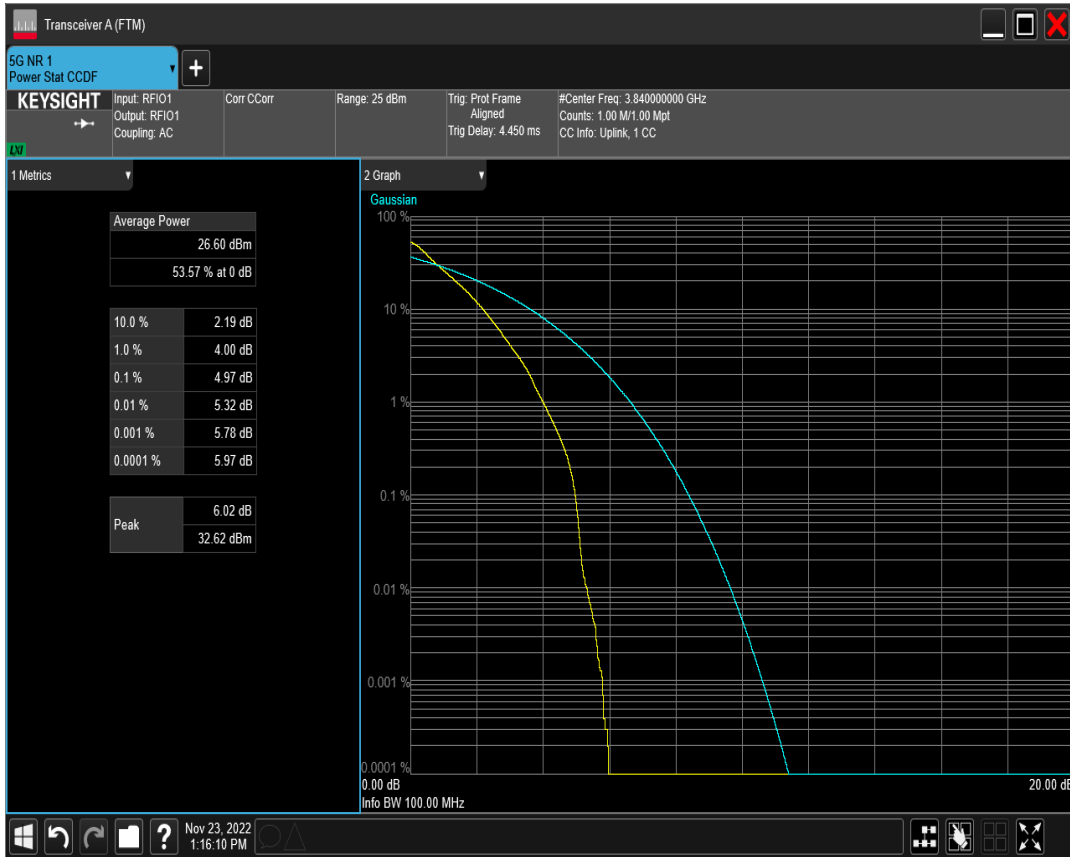 Transceiver A (FTM)
5G NR 1
Power Stat CCDF
+
KEYSIGHT
LXI
Input: RFIO1
Output: RFIO1
Coupling: AC
Corr CCorr
Range: 25 dBm
Trig: Prot Frame
Aligned
Trig Delay: 4.450 ms
#Center Freq: 3.840000000 GHz
Counts: 1.00 M/1.00 Mpt
CC Info: Uplink, 1 CC
1 Metrics
Average Power
26.60 dBm
53.57 % at 0 dB
10.0 % 2.19 dB
1.0 % 4.00 dB
0.1 % 4.97 dB
0.01 % 5.32 dB
0.001 % 5.78 dB
0.0001 % 5.97 dB
Peak
6.02 dB
32.62 dBm
2 Graph
Gaussian
100 %
10 %
1 %
0.1 %
0.01 %
0.001 %
0.0001 %
0.00 dB 20.00 dB
Info BW 100.00 MHz
?
Nov 23, 2022
1:16:10 PM